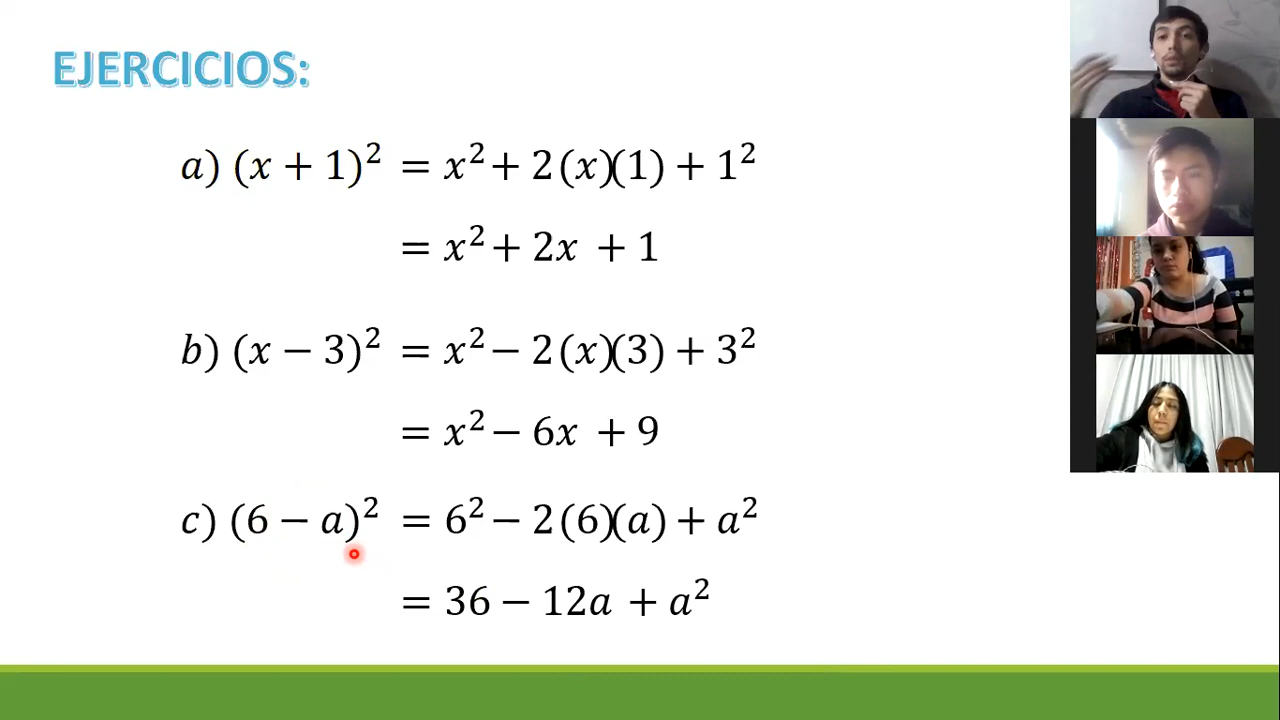 EJERCICIOS:
a) (x + 1)² = x² + 2(x)(1) + 1²
= x² + 2x + 1
b) (x − 3)² = x² − 2(x)(3) + 3²
= x² − 6x + 9
c) (6 − a)² = 6² − 2(6)(a) + a²
= 36 − 12a + a²